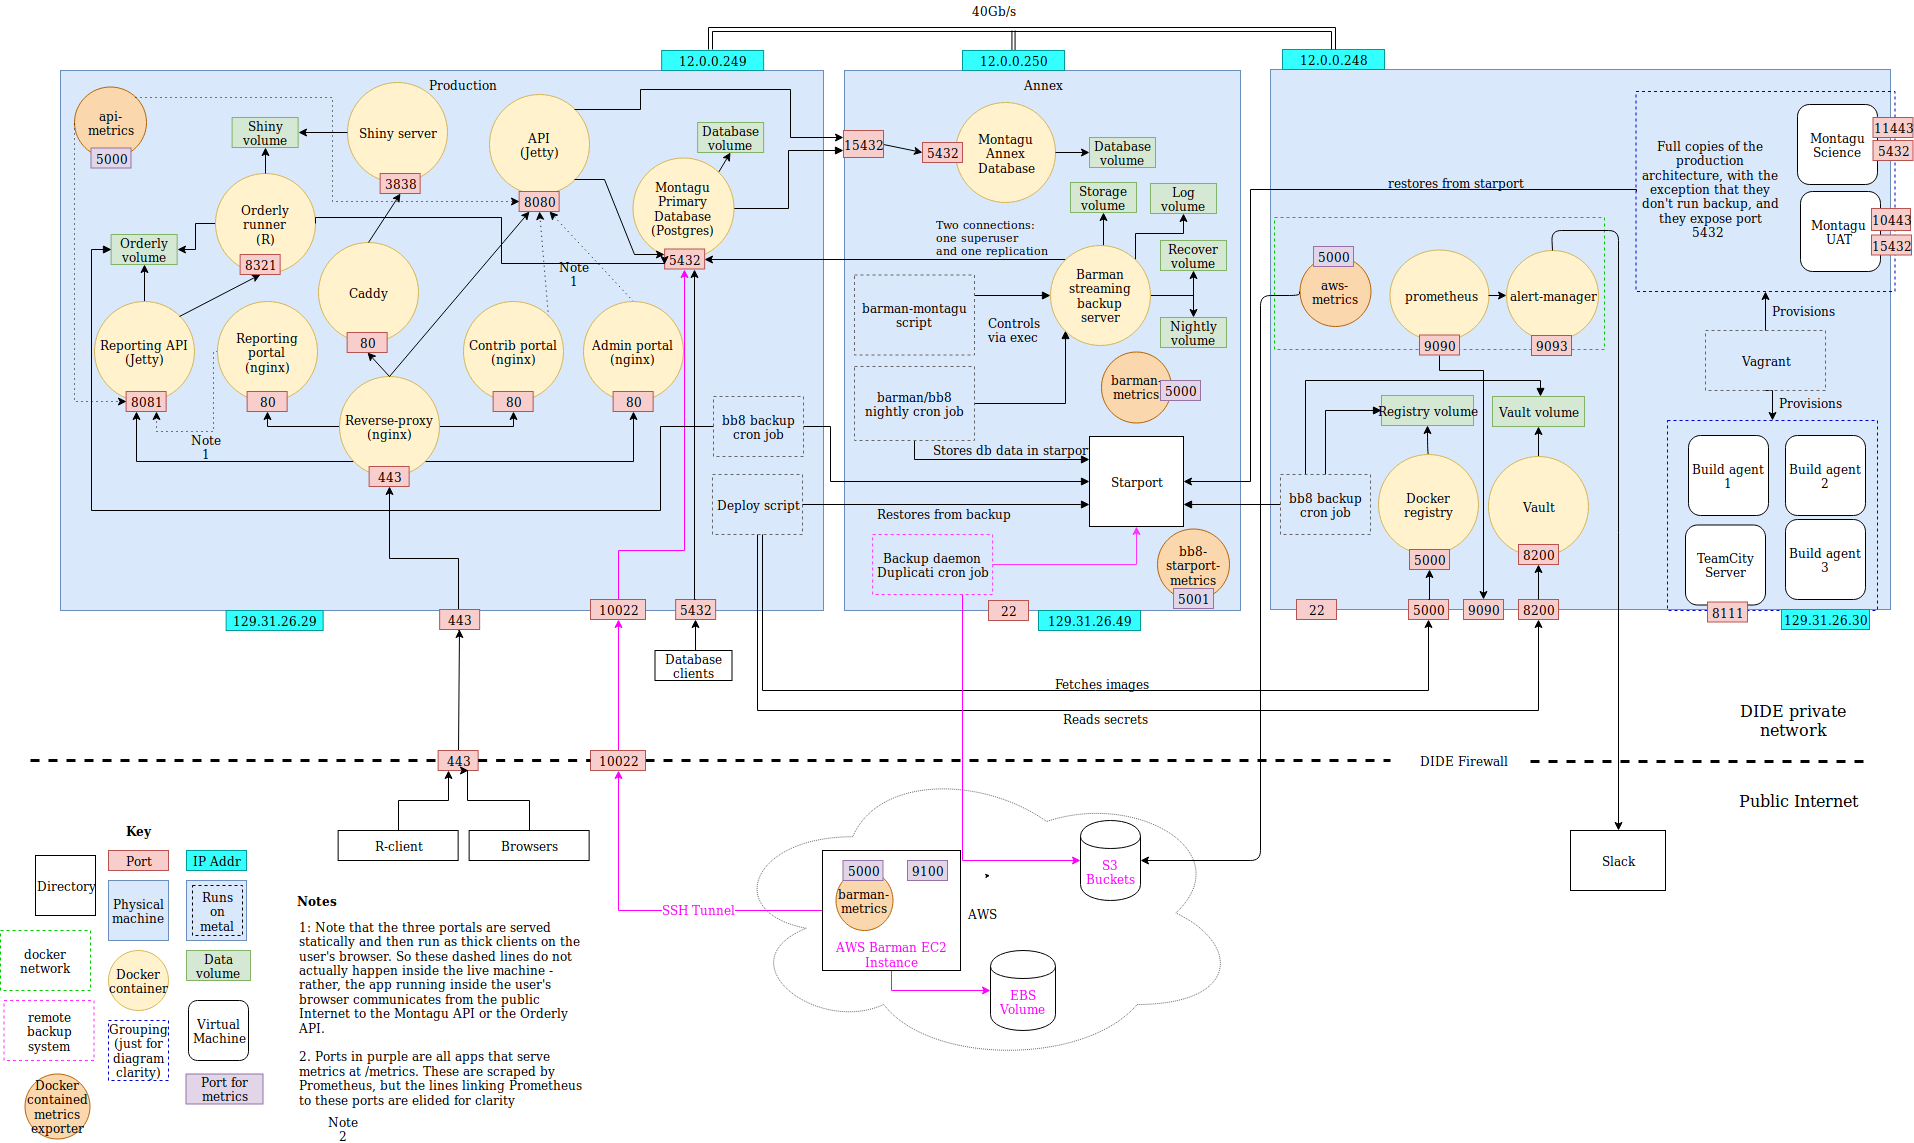 40Gb/s
12.0.0.249
12.0.0.250
12.0.0.248
Production
api-
metrics
5000
Shiny
volume
Shiny server
3838
API
(Jetty)
8080
Database
volume
Montagu
Primary
Database
(Postgres)
5432
Orderly
runner
(R)
8321
Orderly
volume
Caddy
80
Note
1
Reporting API
(Jetty)
8081
Reporting
portal
(nginx)
80
Contrib portal
(nginx)
80
Admin portal
(nginx)
80
Reverse-proxy
(nginx)
443
Note
1
bb8 backup
cron job
Deploy script
129.31.26.29
443
10022
5432
Database
clients
Annex
15432
5432
Montagu
Annex
Database
Database
volume
Storage
volume
Log
volume
Two connections:
one superuser
and one replication
Recover
volume
Barman
streaming
backup
server
barman-montagu
script
Controls
via exec
Nightly
volume
barman/bb8
nightly cron job
barman-
metrics
5000
Stores db data in starpor
Starport
Restores from backup
Backup daemon
Duplicati cron job
bb8-
starport-
metrics
5001
22
129.31.26.49
restores from starport
Full copies of the
production
architecture, with the
exception that they
don't run backup, and
they expose port
5432
Montagu
Science
11443
5432
Montagu
UAT
10443
15432
5000
aws-
metrics
prometheus
9090
alert-manager
9093
Provisions
Vagrant
Provisions
Registry volume
Vault volume
bb8 backup
cron job
Docker
registry
5000
Vault
8200
Build agent
1
Build agent
2
TeamCity
Server
Build agent
3
8111
129.31.26.30
22
5000
9090
8200
Fetches images
Reads secrets
DIDE private
network
443
10022
DIDE Firewall
Public Internet
R-client
Browsers
Slack
5000
9100
barman-
metrics
AWS Barman EC2
Instance
SSH Tunnel
AWS
S3
Buckets
EBS
Volume
Key
Directory
Port
IP Addr
Physical
machine
Runs
on
metal
docker
network
Docker
container
Data
volume
remote
backup
system
Grouping
(just for
diagram
clarity)
Virtual
Machine
Docker
contained
metrics
exporter
Port for
metrics
Notes
1: Note that the three portals are served
statically and then run as thick clients on the
user's browser. So these dashed lines do not
actually happen inside the live machine -
rather, the app running inside the user's
browser communicates from the public
Internet to the Montagu API or the Orderly
API.
2. Ports in purple are all apps that serve
metrics at /metrics. These are scraped by
Prometheus, but the lines linking Prometheus
to these ports are elided for clarity
Note
2